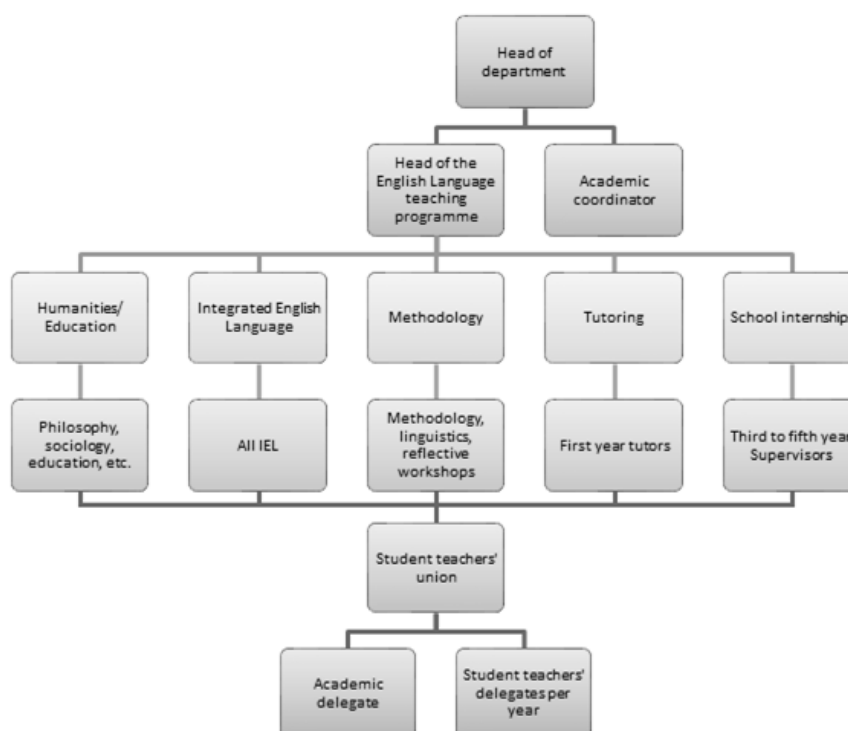 Head of
department
Head of the
English Language
teaching
programme
Academic
coordinator
Humanities/
Education
Integrated English
Language
Methodology
Tutoring
School internship
Philosophy,
sociology,
education, etc.
All IEL
Methodology,
linguistics,
reflective
workshops
First year tutors
Third to fifth year
Supervisors
Student teachers'
union
Academic
delegate
Student teachers'
delegates per
year